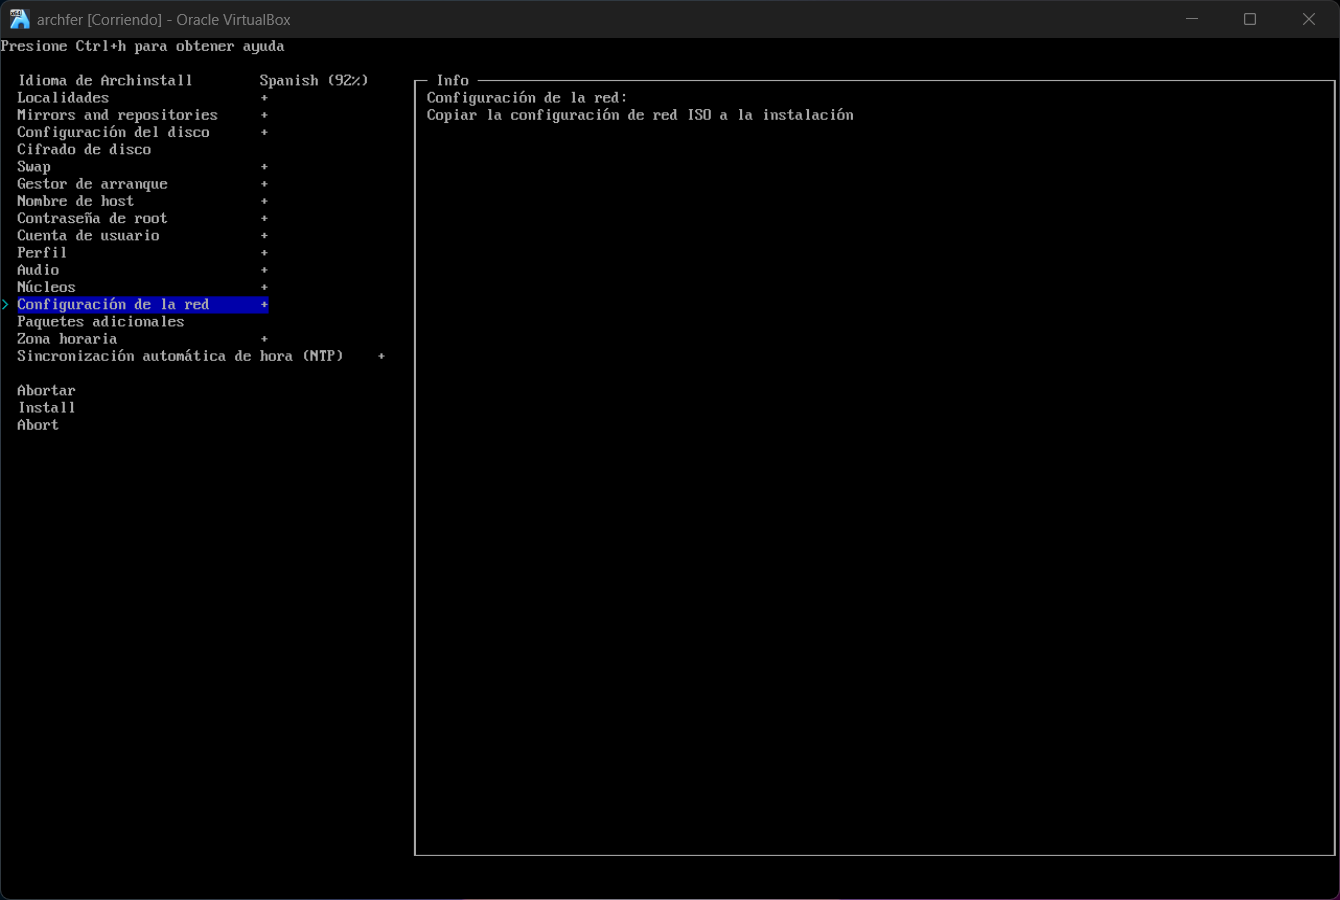 archfer [Corriendo] - Oracle VirtualBox
Presione Ctrl+h para obtener ayuda
Idioma de Archinstall Spanish (92%)
Localidades +
Mirrors and repositories +
Configuración del disco +
Cifrado de disco
Swap +
Gestor de arranque +
Nombre de host +
Contraseña de root +
Cuenta de usuario +
Perfil +
Audio +
Núcleos +
> Configuración de la red +
Paquetes adicionales
Zona horaria +
Sincronización automática de hora (NTP) +
Abortar
Install
Abort
Info
Configuración de la red:
Copiar la configuración de red ISO a la instalación